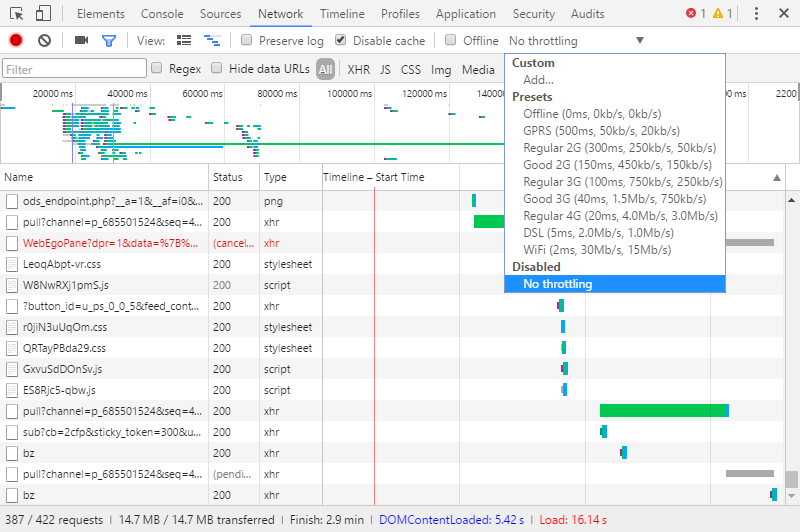 Elements Console Sources Network Timeline Profiles Application Security Audits 1 1
View: Preserve log Disable cache Offline No throttling
Filter Regex Hide data URLs All XHR JS CSS Img Media
20000 ms 40000 ms 60000 ms 80000 ms 100000 ms 120000 ms 14000 ms 2200
Custom
Add...
Presets
Offline (0ms, 0kb/s, 0kb/s)
GPRS (500ms, 50kb/s, 20kb/s)
Regular 2G (300ms, 250kb/s, 50kb/s)
Good 2G (150ms, 450kb/s, 150kb/s)
Regular 3G (100ms, 750kb/s, 250kb/s)
Good 3G (40ms, 1.5Mb/s, 750kb/s)
Regular 4G (20ms, 4.0Mb/s, 3.0Mb/s)
DSL (5ms, 2.0Mb/s, 1.0Mb/s)
WiFi (2ms, 30Mb/s, 15Mb/s)
Disabled
No throttling
Name Status Type Timeline – Start Time
ods_endpoint.php?__a=1&__af=i0&... 200 png
pull?channel=p_685501524&seq=4... 200 xhr
WebEgoPane?dpr=1&data=%7B%... (cancel... xhr
LeoqAbpt-vr.css 200 stylesheet
W8NwRXj1pmS.js 200 script
?button_id=u_ps_0_0_5&feed_cont... 200 xhr
r0jiN3uUqOm.css 200 stylesheet
QRTayPBda29.css 200 stylesheet
GxvuSdDOnSv.js 200 script
ES8Rjc5-qbw.js 200 script
pull?channel=p_685501524&seq=4... 200 xhr
sub?cb=2cfp&sticky_token=300&u... 200 xhr
bz 200 xhr
pull?channel=p_685501524&seq=4... (pendi... xhr
bz 200 xhr
387 / 422 requests | 14.7 MB / 14.7 MB transferred | Finish: 2.9 min | DOMContentLoaded: 5.42 s | Load: 16.14 s